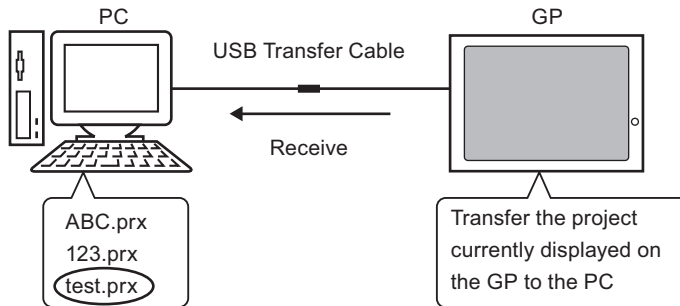 PC
GP
USB Transfer Cable
Receive
ABC.prx
123.prx
test.prx
Transfer the project
currently displayed on
the GP to the PC